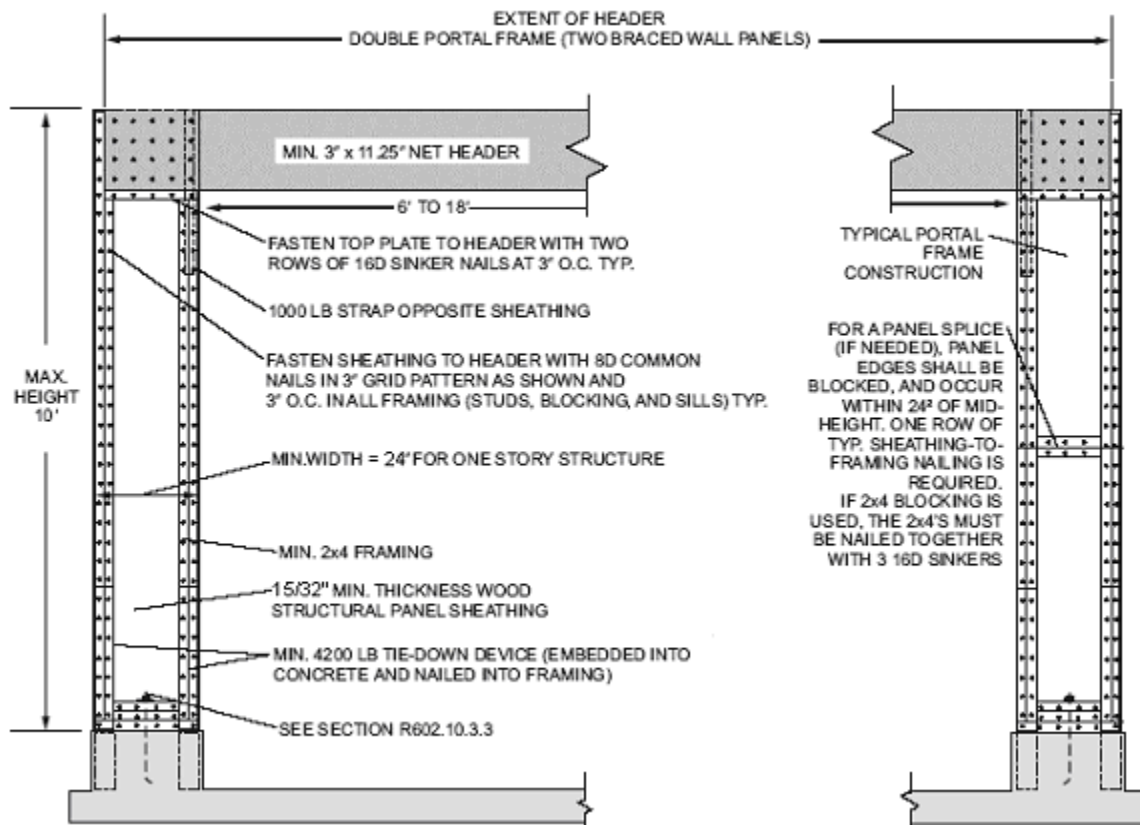 EXTENT OF HEADER
DOUBLE PORTAL FRAME (TWO BRACED WALL PANELS)
MIN. 3" x 11.25" NET HEADER
6' TO 18'
FASTEN TOP PLATE TO HEADER WITH TWO
ROWS OF 16D SINKER NAILS AT 3" O.C. TYP.
1000 LB STRAP OPPOSITE SHEATHING
FASTEN SHEATHING TO HEADER WITH 8D COMMON
NAILS IN 3" GRID PATTERN AS SHOWN AND
3" O.C. IN ALL FRAMING (STUDS, BLOCKING, AND SILLS) TYP.
MAX.
HEIGHT
10'
MIN.WIDTH = 24" FOR ONE STORY STRUCTURE
MIN. 2x4 FRAMING
15/32" MIN. THICKNESS WOOD
STRUCTURAL PANEL SHEATHING
MIN. 4200 LB TIE-DOWN DEVICE (EMBEDDED INTO
CONCRETE AND NAILED INTO FRAMING)
SEE SECTION R602.10.3.3
TYPICAL PORTAL
FRAME
CONSTRUCTION
FOR A PANEL SPLICE
(IF NEEDED), PANEL
EDGES SHALL BE
BLOCKED, AND OCCUR
WITHIN 24² OF MID-
HEIGHT. ONE ROW OF
TYP. SHEATHING-TO-
FRAMING NAILING IS
REQUIRED.
IF 2x4 BLOCKING IS
USED, THE 2x4'S MUST
BE NAILED TOGETHER
WITH 3 16D SINKERS